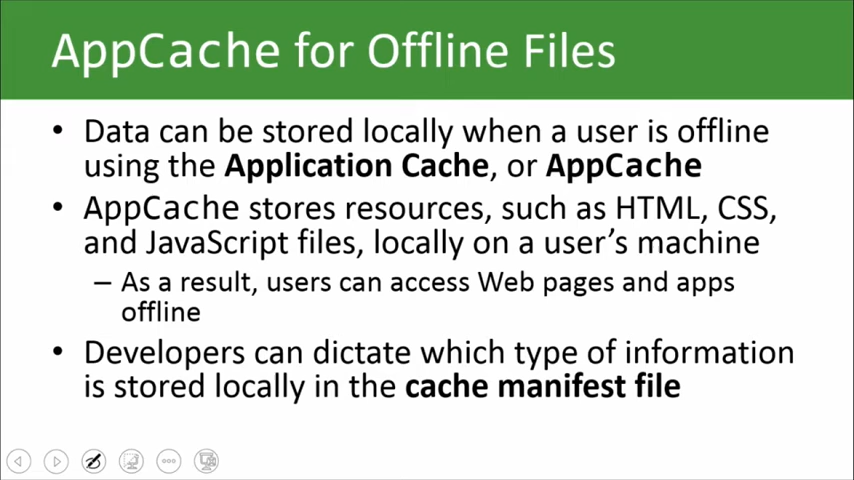 AppCache for Offline Files
• Data can be stored locally when a user is offline
using the Application Cache, or AppCache
• AppCache stores resources, such as HTML, CSS,
and JavaScript files, locally on a user's machine
– As a result, users can access Web pages and apps
offline
• Developers can dictate which type of information
is stored locally in the cache manifest file